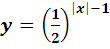 y = (1/2)^{|x|-1}